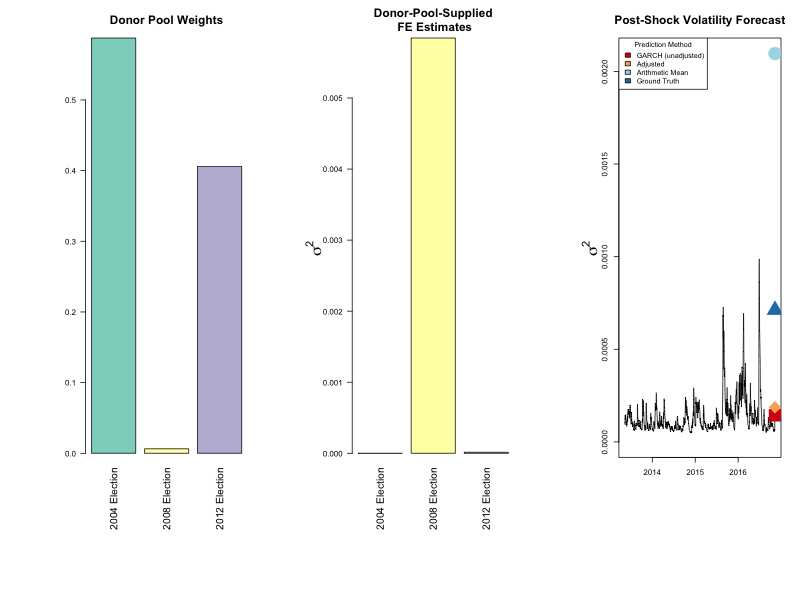 Donor Pool Weights
0.5
0.4
0.3
0.2
0.1
0.0
2004 Election
2008 Election
2012 Election
Donor-Pool-Supplied
FE Estimates
σ²
0.005
0.004
0.003
0.002
0.001
0.000
2004 Election
2008 Election
2012 Election
Post-Shock Volatility Forecast
σ²
Prediction Method
GARCH (unadjusted)
Adjusted
Arithmetic Mean
Ground Truth
0.0020
0.0015
0.0010
0.0005
0.0000
2014 2015 2016